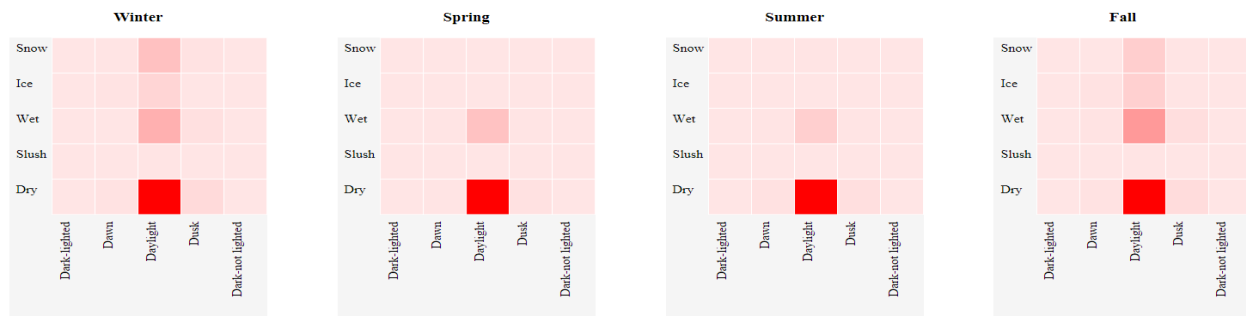 Winter
Snow
Ice
Wet
Slush
Dry
Dark-lighted
Dawn
Daylight
Dusk
Dark-not lighted
Spring
Snow
Ice
Wet
Slush
Dry
Dark-lighted
Dawn
Daylight
Dusk
Dark-not lighted
Summer
Snow
Ice
Wet
Slush
Dry
Dark-lighted
Dawn
Daylight
Dusk
Dark-not lighted
Fall
Snow
Ice
Wet
Slush
Dry
Dark-lighted
Dawn
Daylight
Dusk
Dark-not lighted